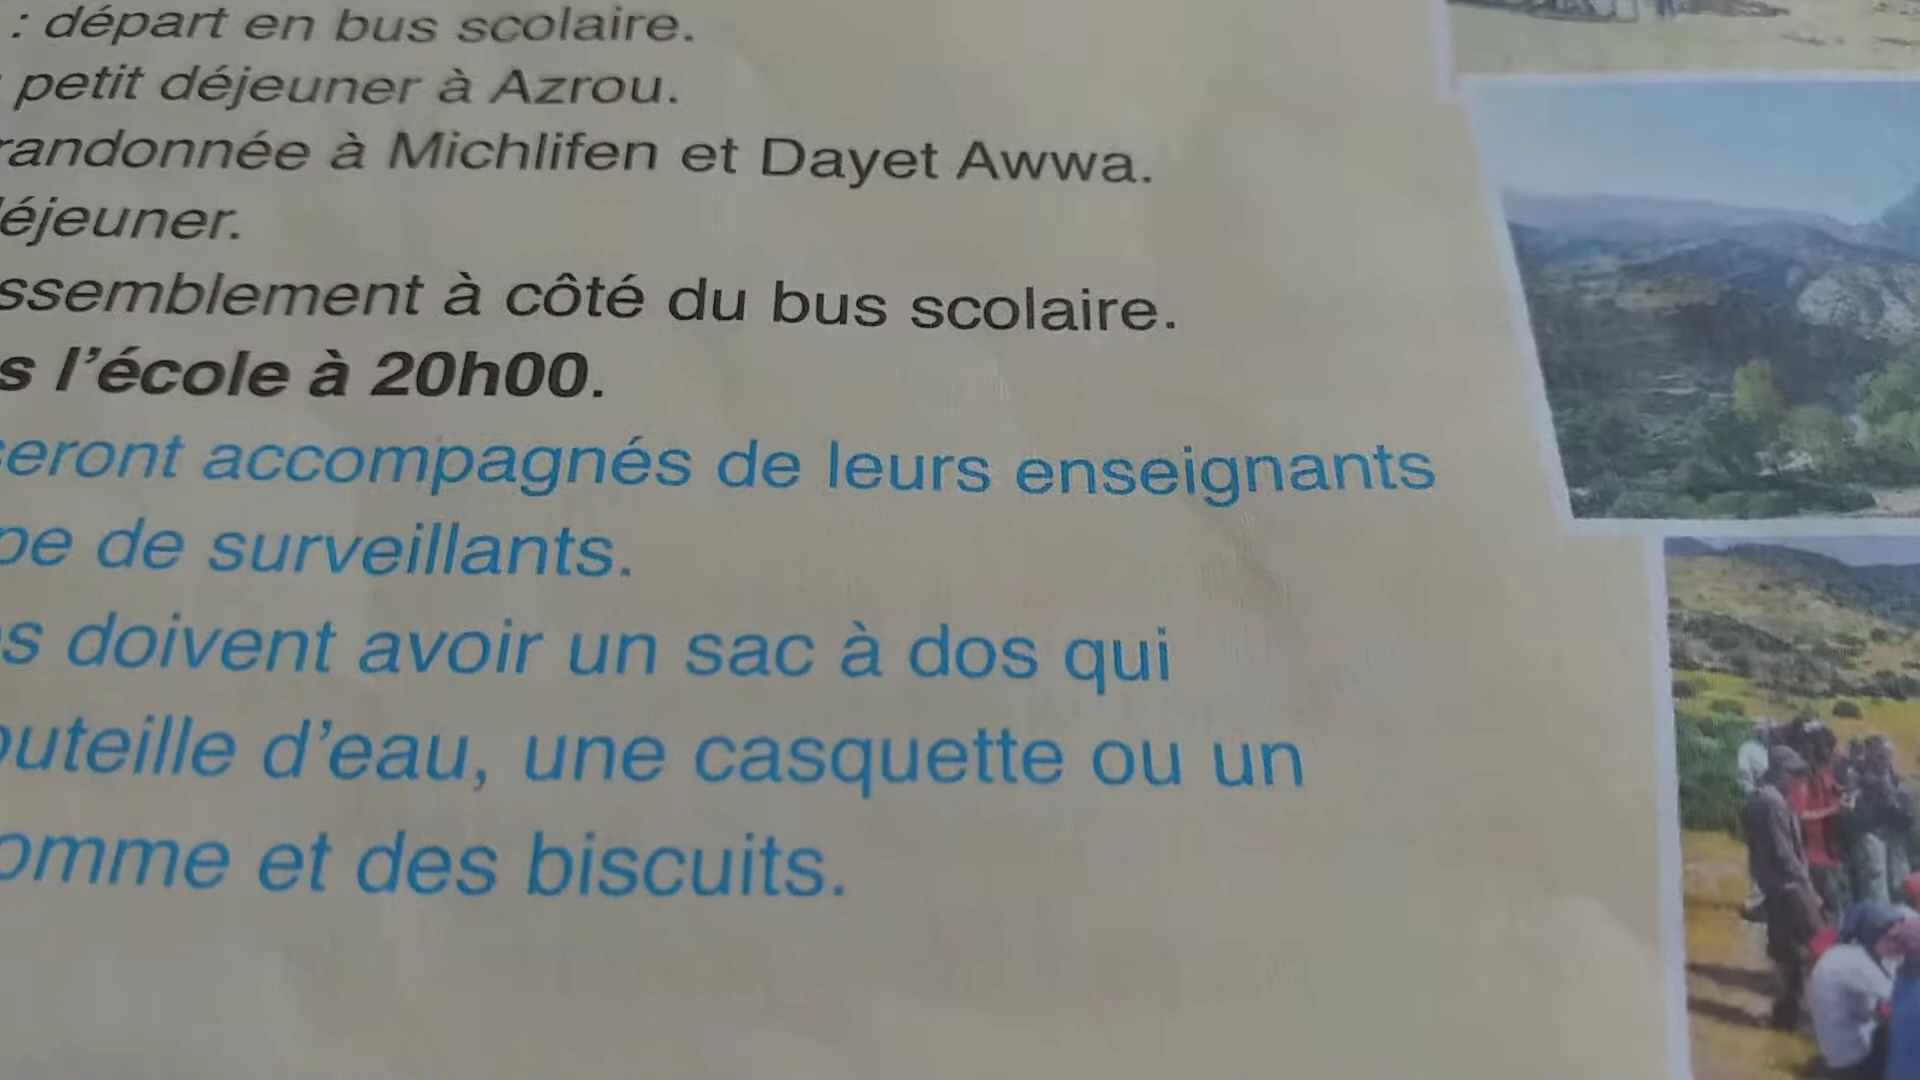 : départ en bus scolaire.
petit déjeuner à Azrou.
randonnée à Michlifen et Dayet Awwa.
éjeuner.
ssemblement à côté du bus scolaire.
s l'école à 20h00.
seront accompagnés de leurs enseignants
pe de surveillants.
s doivent avoir un sac à dos qui
outeille d'eau, une casquette ou un
omme et des biscuits.